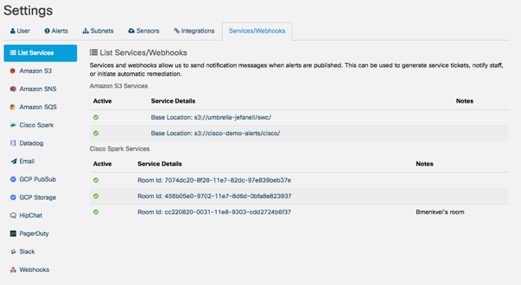 Settings
User
Alerts
Subnets
Sensors
Integrations
Services/Webhooks
List Services
Amazon S3
Amazon SNS
Amazon SQS
Cisco Spark
Datadog
Email
GCP PubSub
GCP Storage
HipChat
PagerDuty
Slack
Webhooks
List Services/Webhooks
Services and webhooks allow us to send notification messages when alerts are published. This can be used to generate service tickets, notify staff,
or initiate automatic remediation.
Amazon S3 Services
Active Service Details Notes
Base Location: s3://umbrella-jefanell/swc/
Base Location: s3://cisco-demo-alerts/cisco/
Cisco Spark Services
Active Service Details Notes
Room Id: 7074dc20-8f28-11e7-82dc-97e839beb37e
Room Id: 456b05e0-9702-11e7-8d6d-0bfa8e823937
Room Id: cc220820-0031-11e8-9303-cdd2724b6f37 Bmenkvel's room